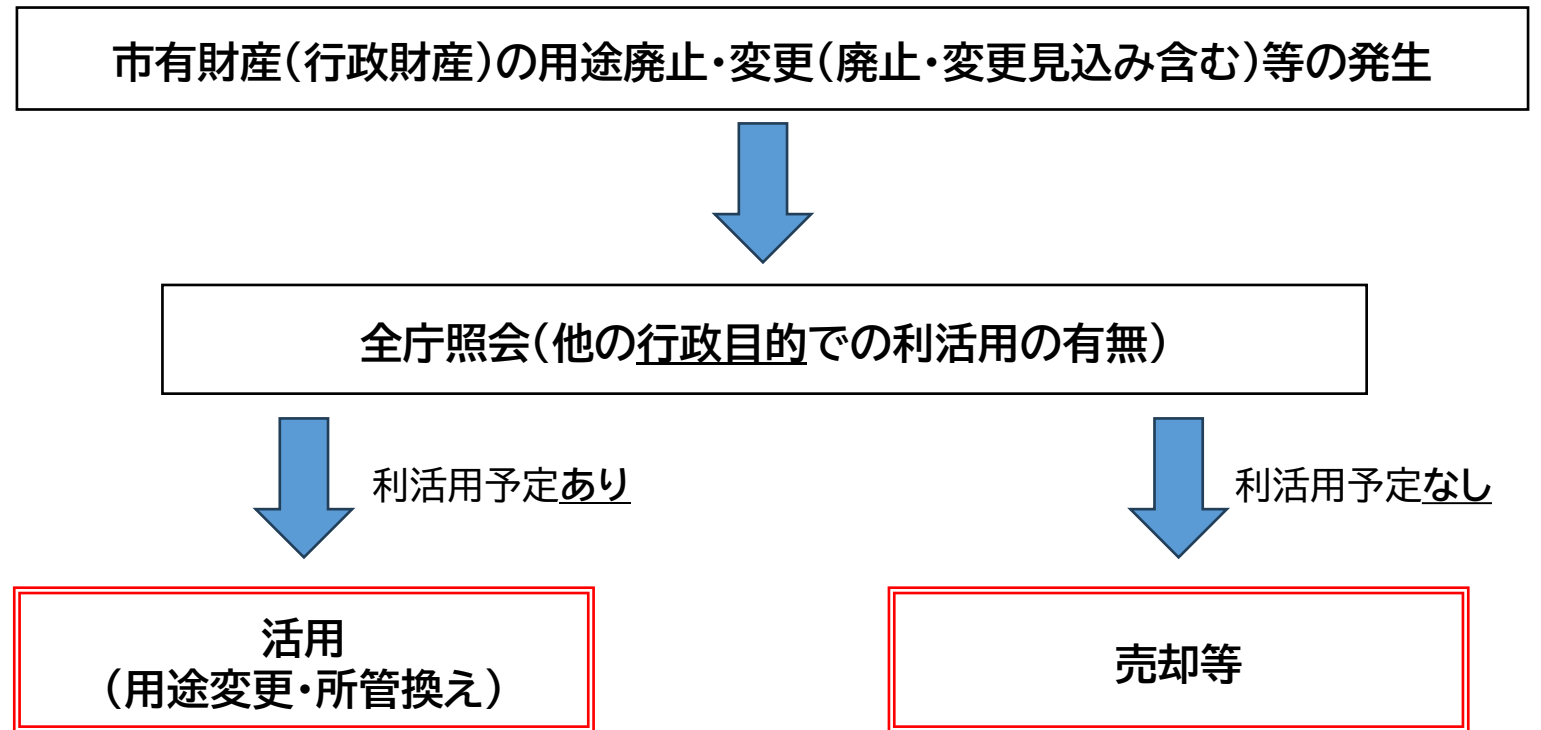 市有財産(行政財産)の用途廃止・変更(廃止・変更見込み含む)等の発生
全庁照会(他の行政目的での利活用の有無)
利活用予定あり
利活用予定なし
活用
(用途変更・所管換え)
売却等